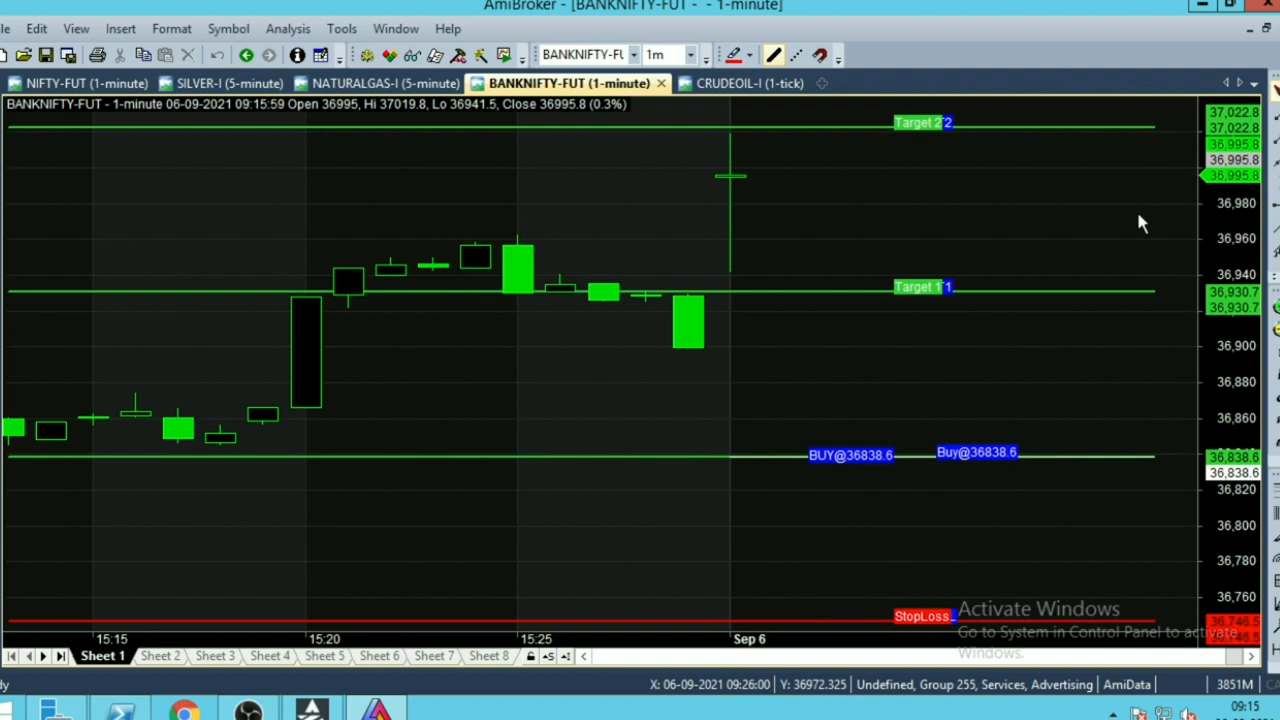 AmiBroker - [BANKNIFTY-FUT - - 1-minute]
Edit View Insert Format Symbol Analysis Tools Window Help
BANKNIFTY-FU 1m
NIFTY-FUT (1-minute) SILVER-I (5-minute) NATURALGAS-I (5-minute) BANKNIFTY-FUT (1-minute) CRUDEOIL-I (1-tick)
BANKNIFTY-FUT - 1-minute 06-09-2021 09:15:59 Open 36995, Hi 37019.8, Lo 36941.5, Close 36995.8 (0.3%)
37,022.8
Target 2 2
37,022.8
36,995.8
36,995.8
36,995.8
36,980
36,960
36,940
Target 1 1
36,930.7
36,930.7
36,900
36,880
36,860
BUY@36838.6 Buy@36838.6
36,838.6
36,838.6
36,820
36,800
36,780
36,760
StopLoss
Activate Windows
36,746.5
Go to System in Control Panel to activate
Windows.
15:15 15:20 15:25 Sep 6
Sheet 1 Sheet 2 Sheet 3 Sheet 4 Sheet 5 Sheet 6 Sheet 7 Sheet 8
X: 06-09-2021 09:26:00 Y: 36972.325 Undefined, Group 255, Services, Advertising AmiData 3851M
09:15